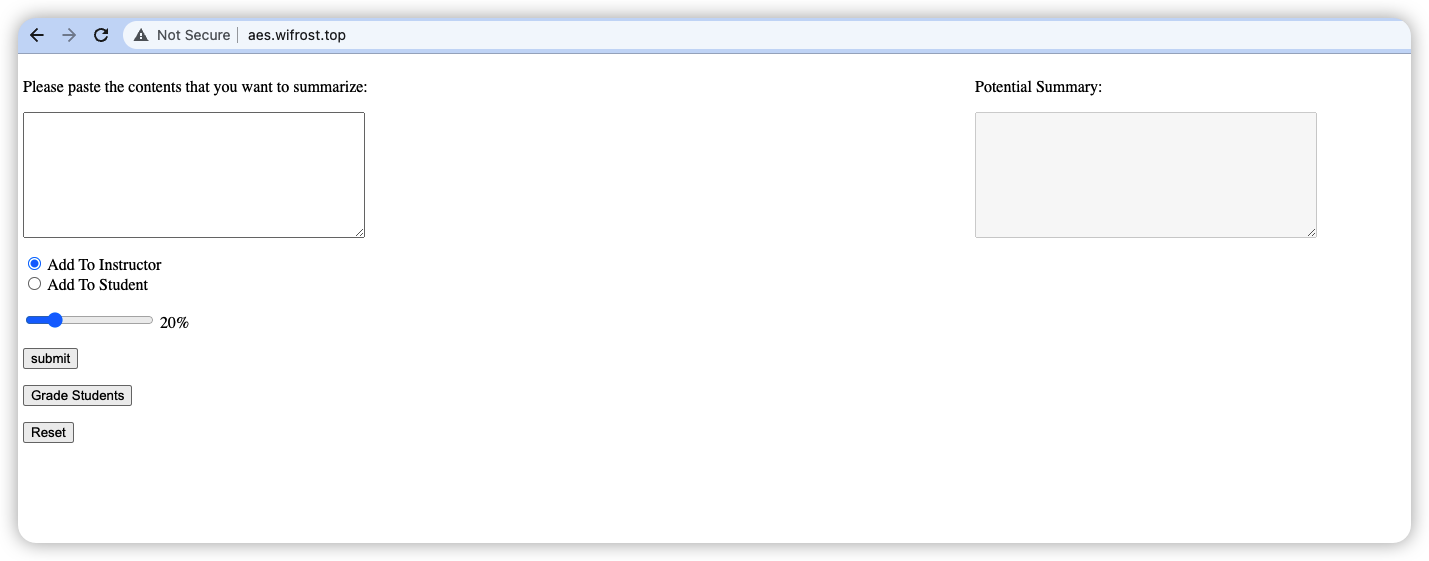 Not Secure | aes.wifrost.top
Please paste the contents that you want to summarize:
Potential Summary:
Add To Instructor
Add To Student
20%
submit
Grade Students
Reset